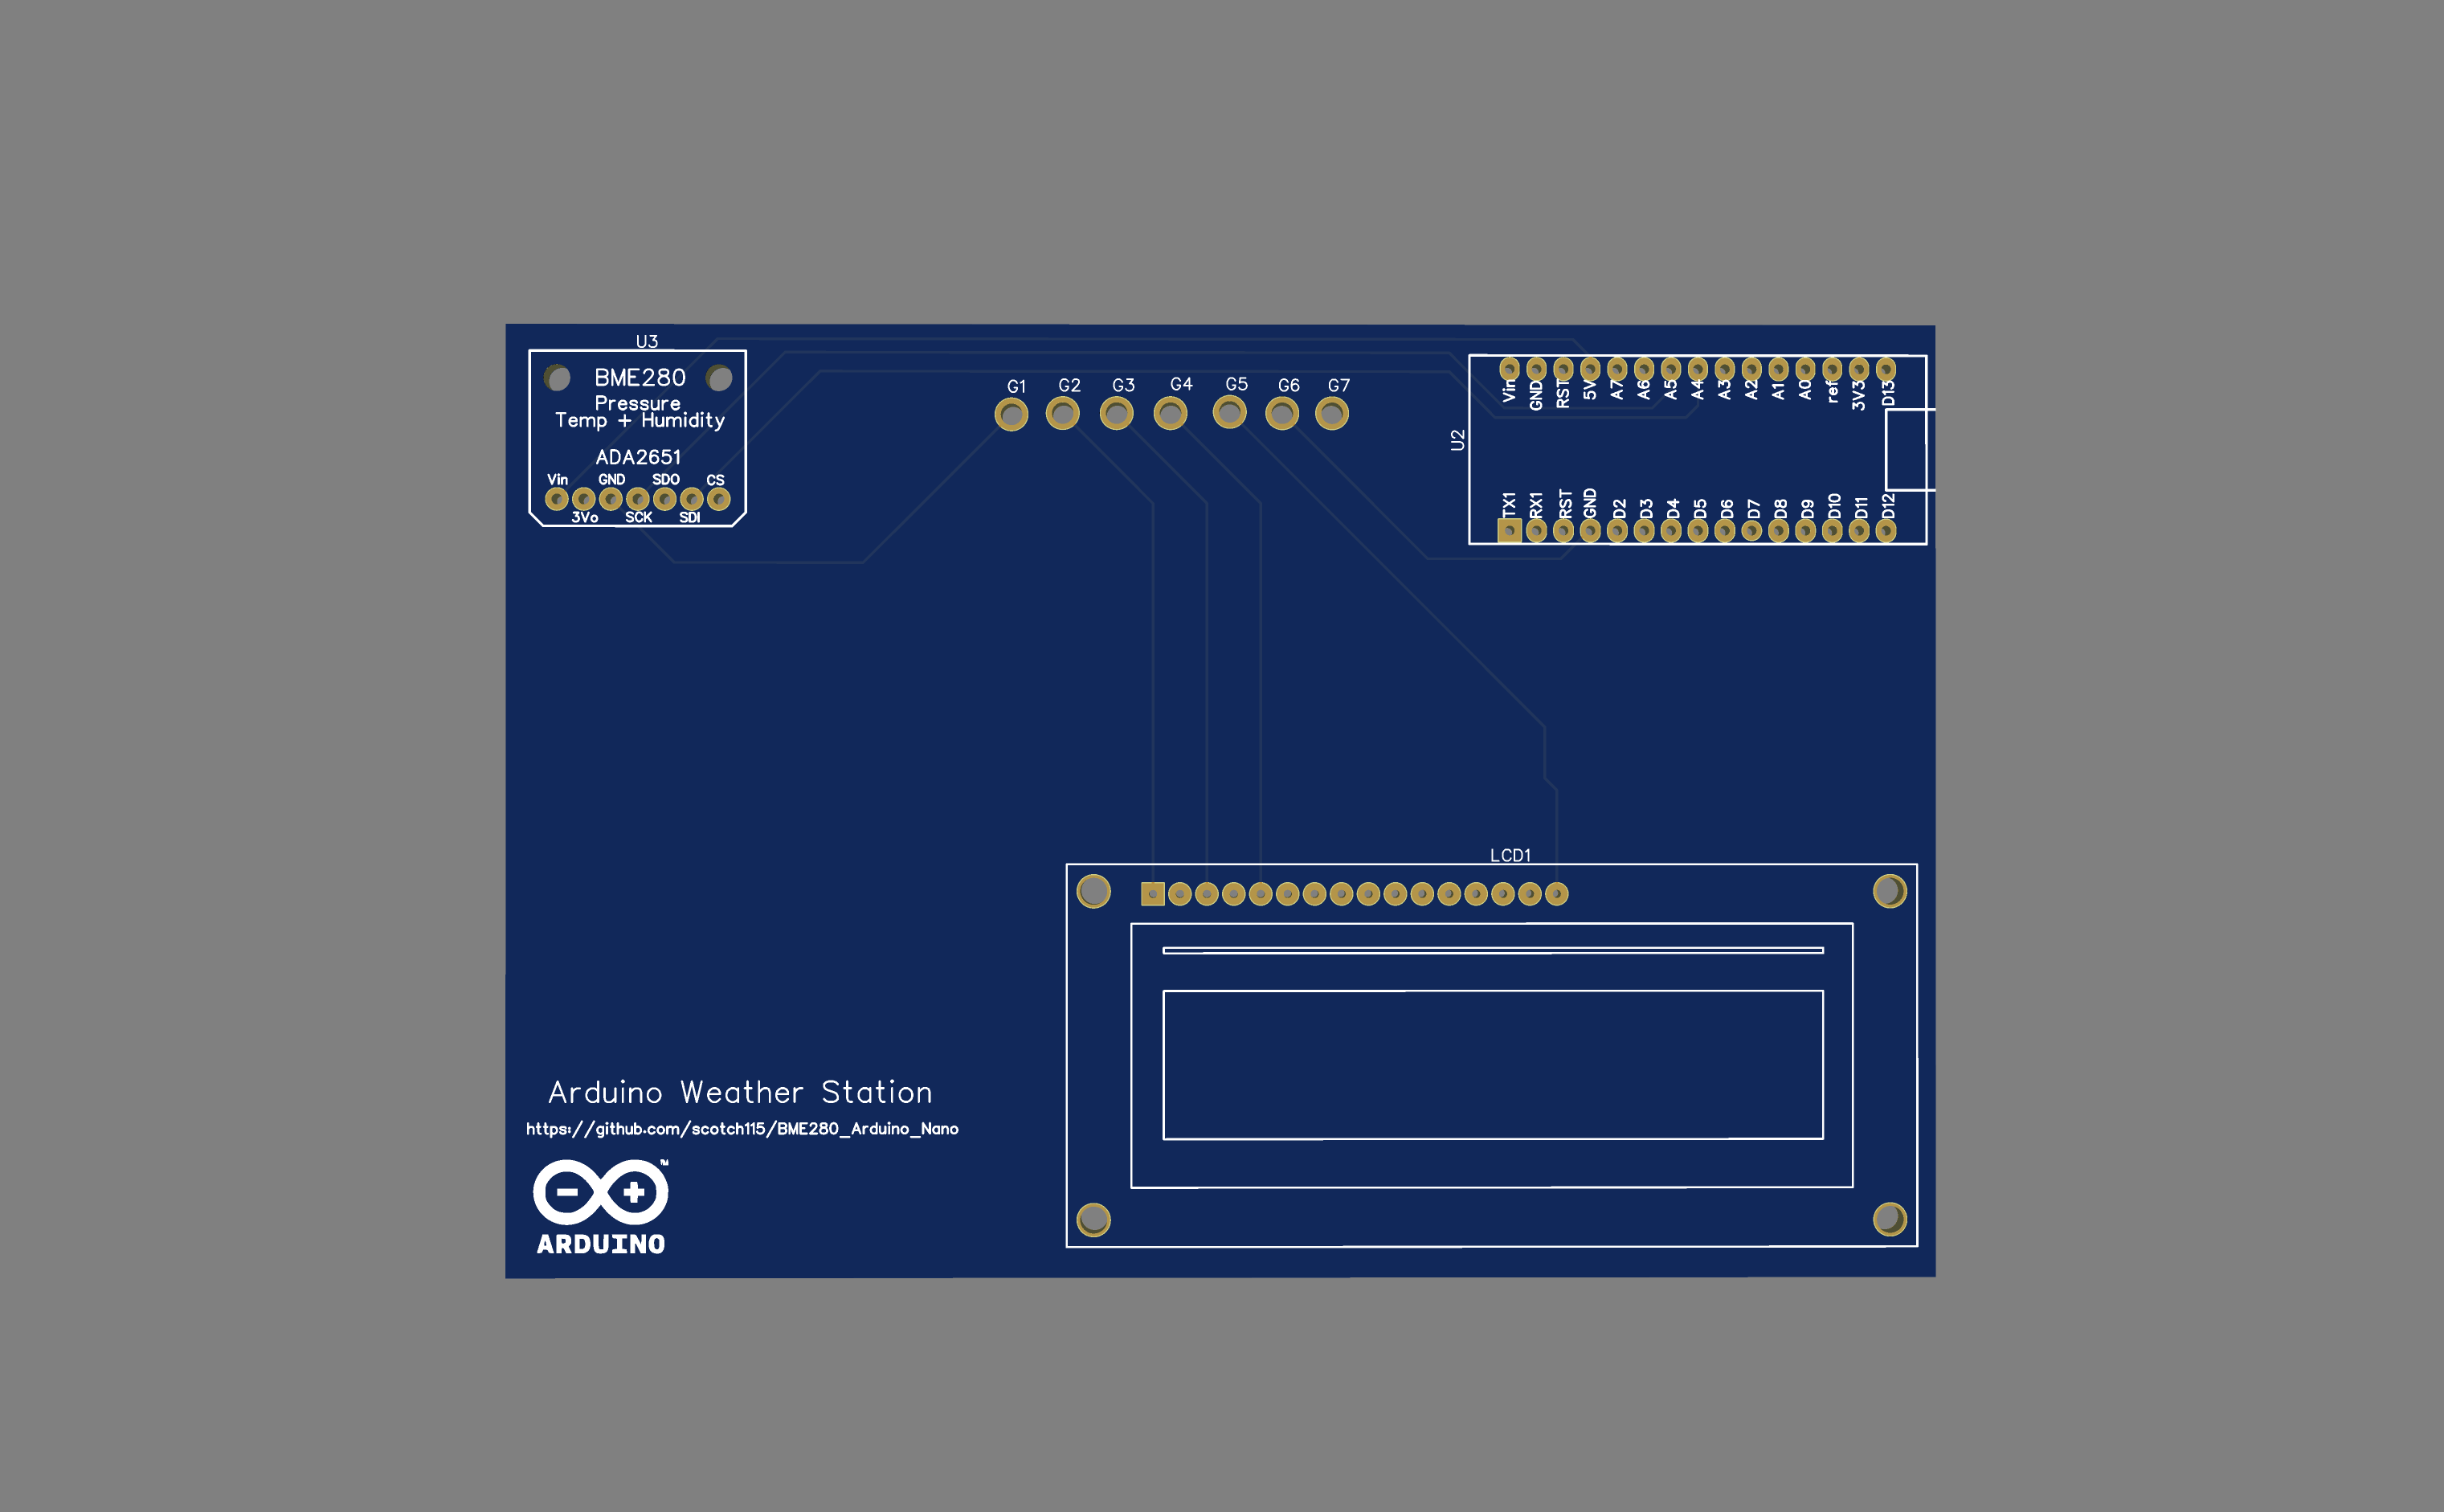 U3
BME280
Pressure
Temp + Humidity
ADA2651
Vin GND SDO CS
3Vo SCK SDI
G1 G2 G3 G4 G5 G6 G7
U2
Vin GND RST 5V A7 A6 A5 A4 A3 A2 A1 A0 ref 3V3 D13
TX1 RX1 RST GND D2 D3 D4 D5 D6 D7 D8 D9 D10 D11 D12
LCD1
Arduino Weather Station
https://github.com/scotch115/BME280_Arduino_Nano
TM
ARDUINO